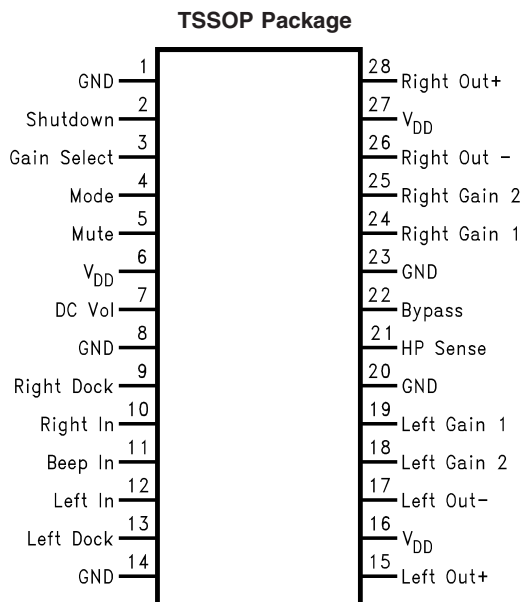 TSSOP Package
GND 1
Shutdown 2
Gain Select 3
Mode 4
Mute 5
VDD 6
DC Vol 7
GND 8
Right Dock 9
Right In 10
Beep In 11
Left In 12
Left Dock 13
GND 14
28 Right Out+
27 VDD
26 Right Out -
25 Right Gain 2
24 Right Gain 1
23 GND
22 Bypass
21 HP Sense
20 GND
19 Left Gain 1
18 Left Gain 2
17 Left Out-
16 VDD
15 Left Out+